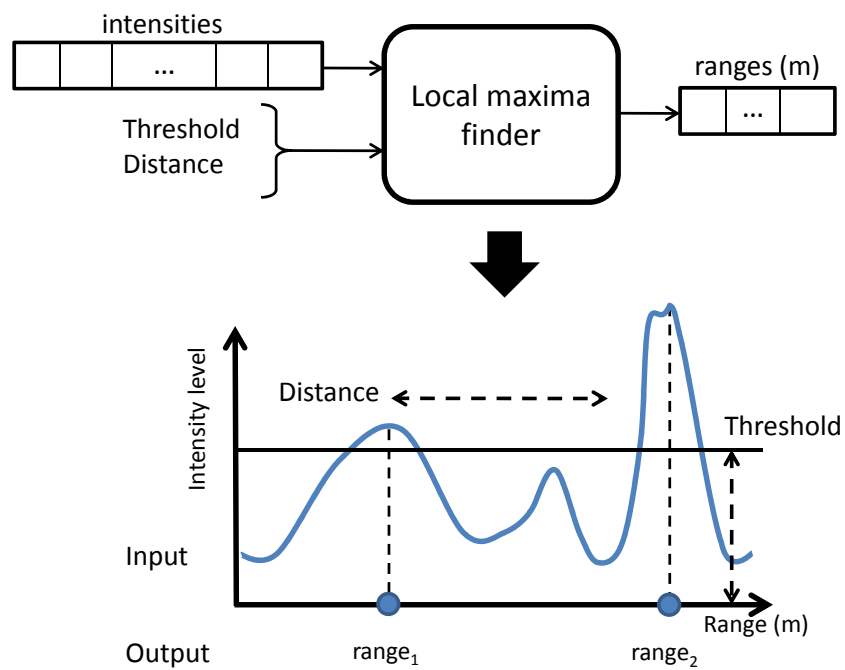 intensities
...
Threshold
Distance
Local maxima
finder
ranges (m)
...
Intensity level
Distance
Threshold
Input
Range (m)
Output
range₁
range₂